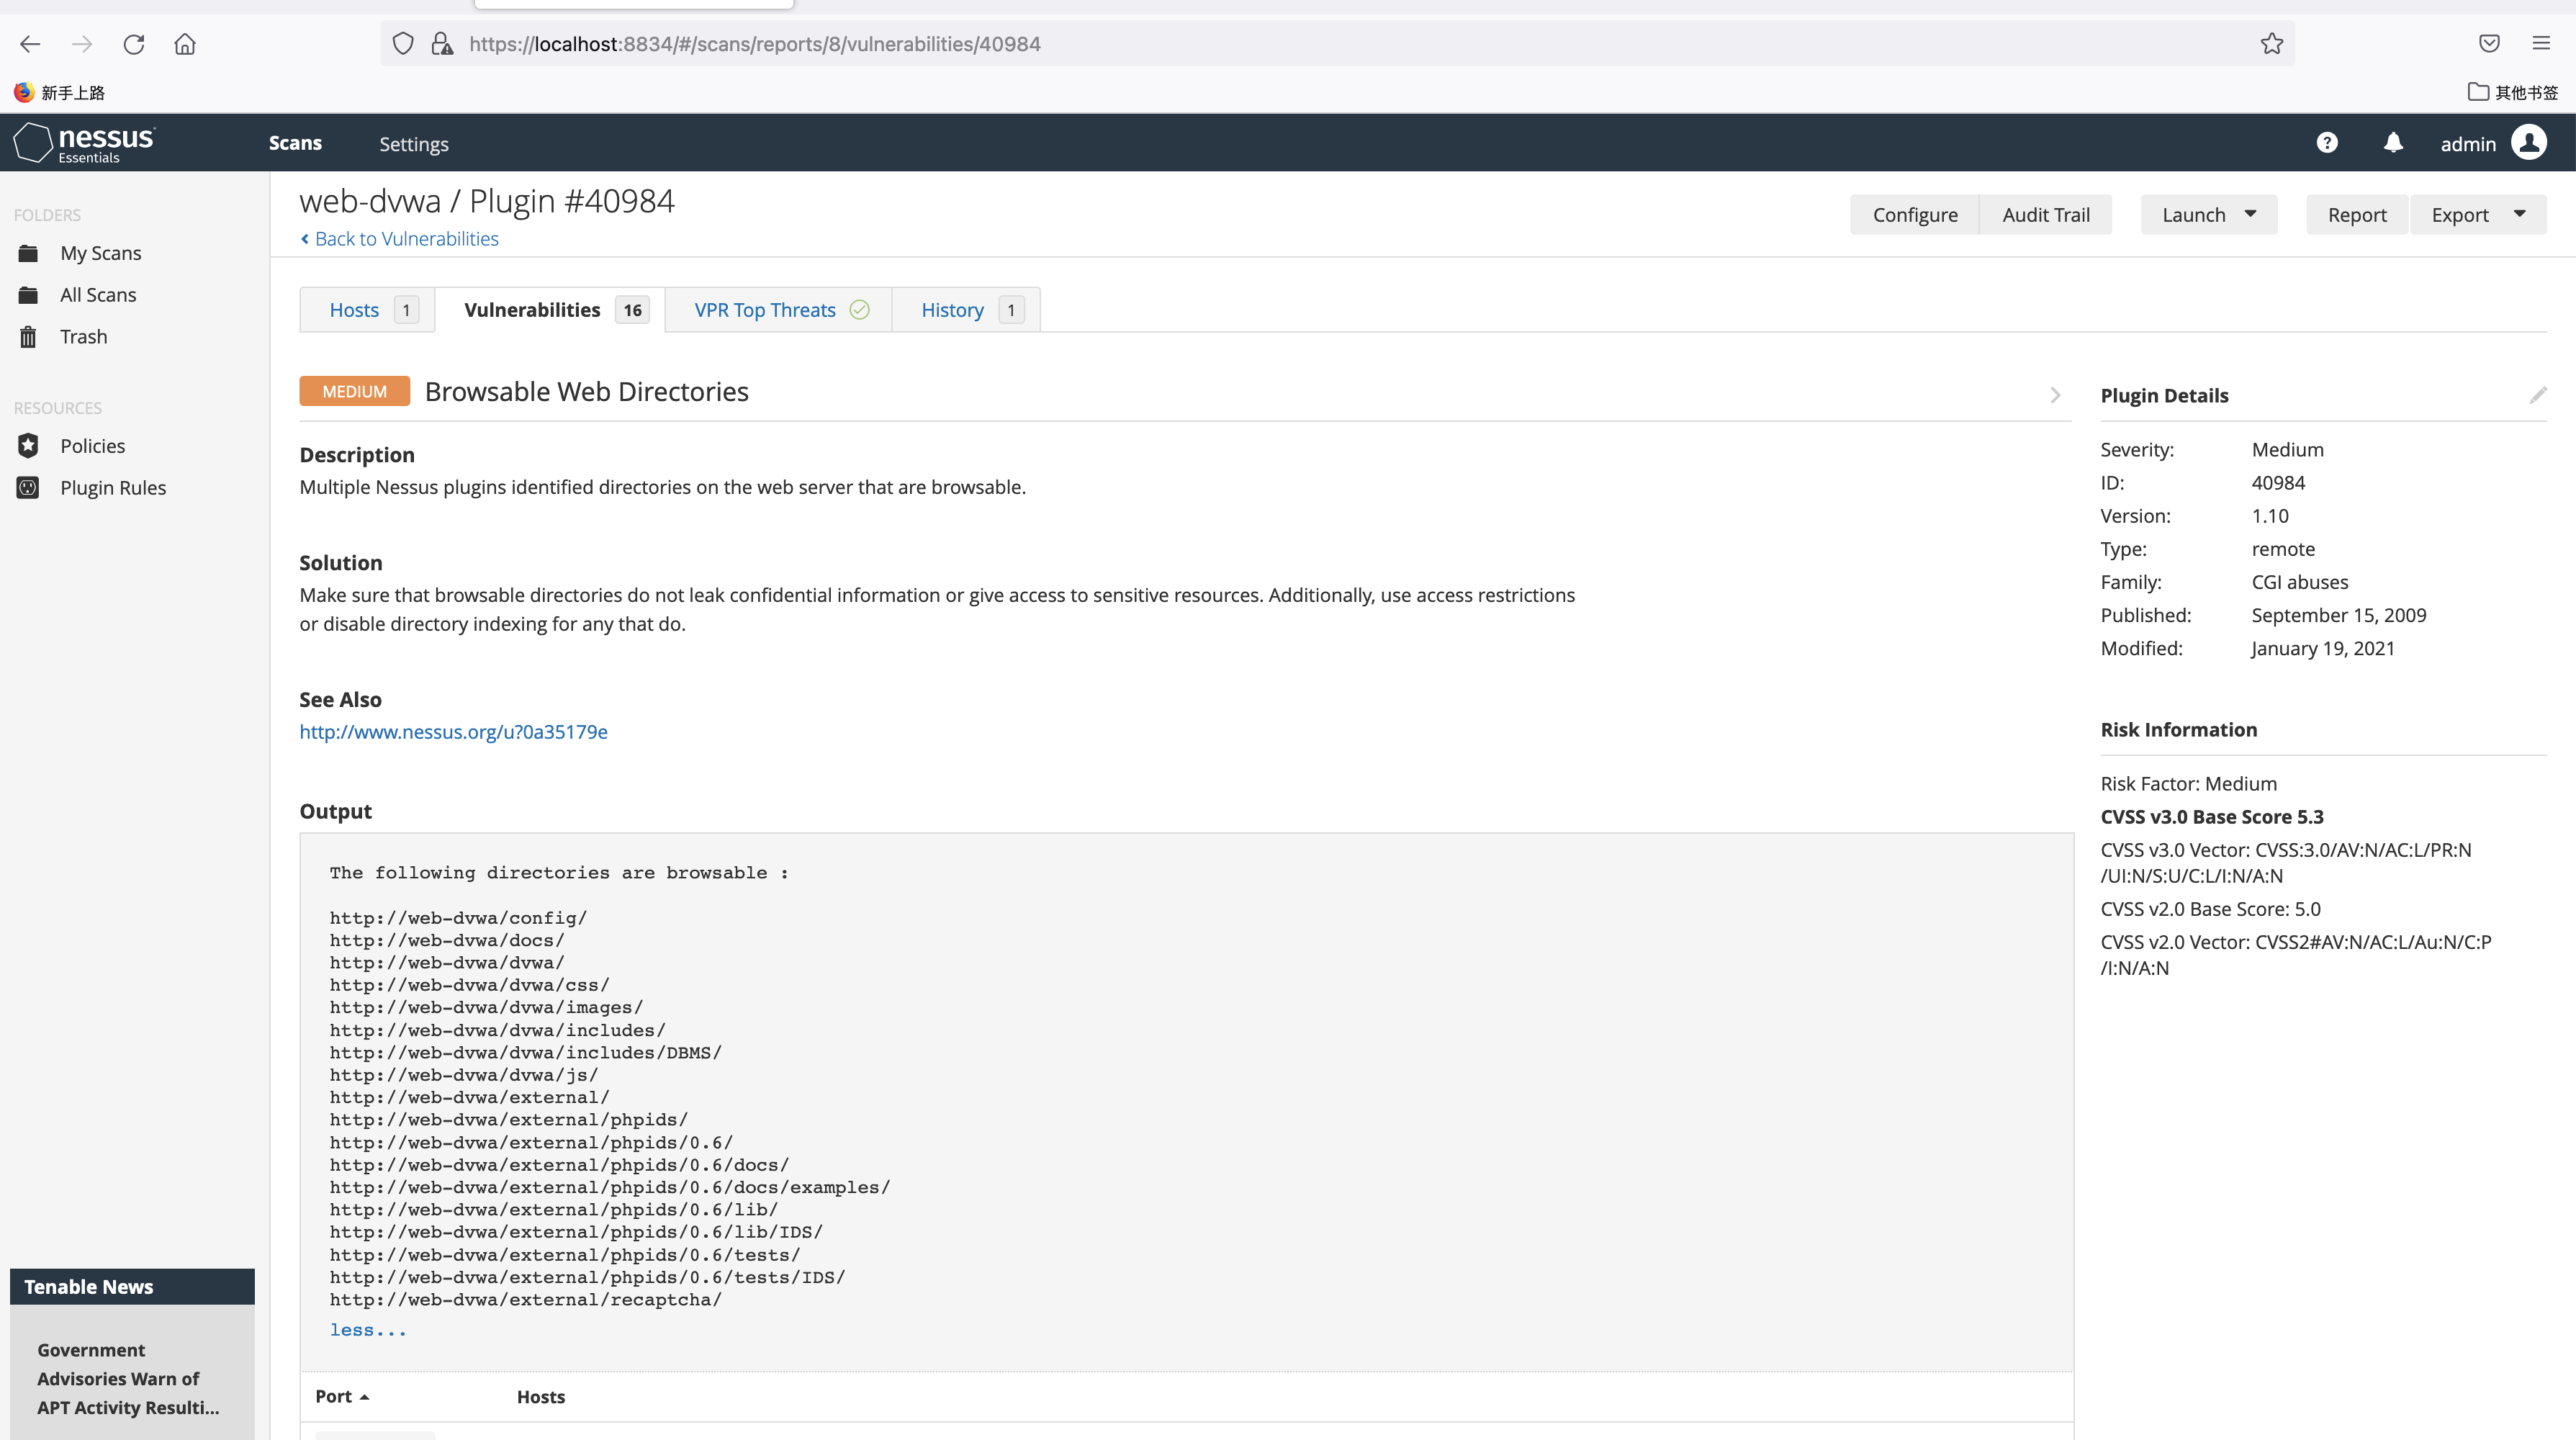 https://localhost:8834/#/scans/reports/8/vulnerabilities/40984
新手上路
其他书签
nessus
Essentials
Scans
Settings
admin
FOLDERS
My Scans
All Scans
Trash
RESOURCES
Policies
Plugin Rules
Tenable News
Government
Advisories Warn of
APT Activity Resulti...
web-dvwa / Plugin #40984
Back to Vulnerabilities
Configure
Audit Trail
Launch
Report
Export
Hosts 1
Vulnerabilities 16
VPR Top Threats
History 1
MEDIUM Browsable Web Directories
Description
Multiple Nessus plugins identified directories on the web server that are browsable.
Solution
Make sure that browsable directories do not leak confidential information or give access to sensitive resources. Additionally, use access restrictions
or disable directory indexing for any that do.
See Also
http://www.nessus.org/u?0a35179e
Output
The following directories are browsable :
http://web-dvwa/config/
http://web-dvwa/docs/
http://web-dvwa/dvwa/
http://web-dvwa/dvwa/css/
http://web-dvwa/dvwa/images/
http://web-dvwa/dvwa/includes/
http://web-dvwa/dvwa/includes/DBMS/
http://web-dvwa/dvwa/js/
http://web-dvwa/external/
http://web-dvwa/external/phpids/
http://web-dvwa/external/phpids/0.6/
http://web-dvwa/external/phpids/0.6/docs/
http://web-dvwa/external/phpids/0.6/docs/examples/
http://web-dvwa/external/phpids/0.6/lib/
http://web-dvwa/external/phpids/0.6/lib/IDS/
http://web-dvwa/external/phpids/0.6/tests/
http://web-dvwa/external/phpids/0.6/tests/IDS/
http://web-dvwa/external/recaptcha/
less...
Port
Hosts
Plugin Details
Severity: Medium
ID: 40984
Version: 1.10
Type: remote
Family: CGI abuses
Published: September 15, 2009
Modified: January 19, 2021
Risk Information
Risk Factor: Medium
CVSS v3.0 Base Score 5.3
CVSS v3.0 Vector: CVSS:3.0/AV:N/AC:L/PR:N
/UI:N/S:U/C:L/I:N/A:N
CVSS v2.0 Base Score: 5.0
CVSS v2.0 Vector: CVSS2#AV:N/AC:L/Au:N/C:P
/I:N/A:N